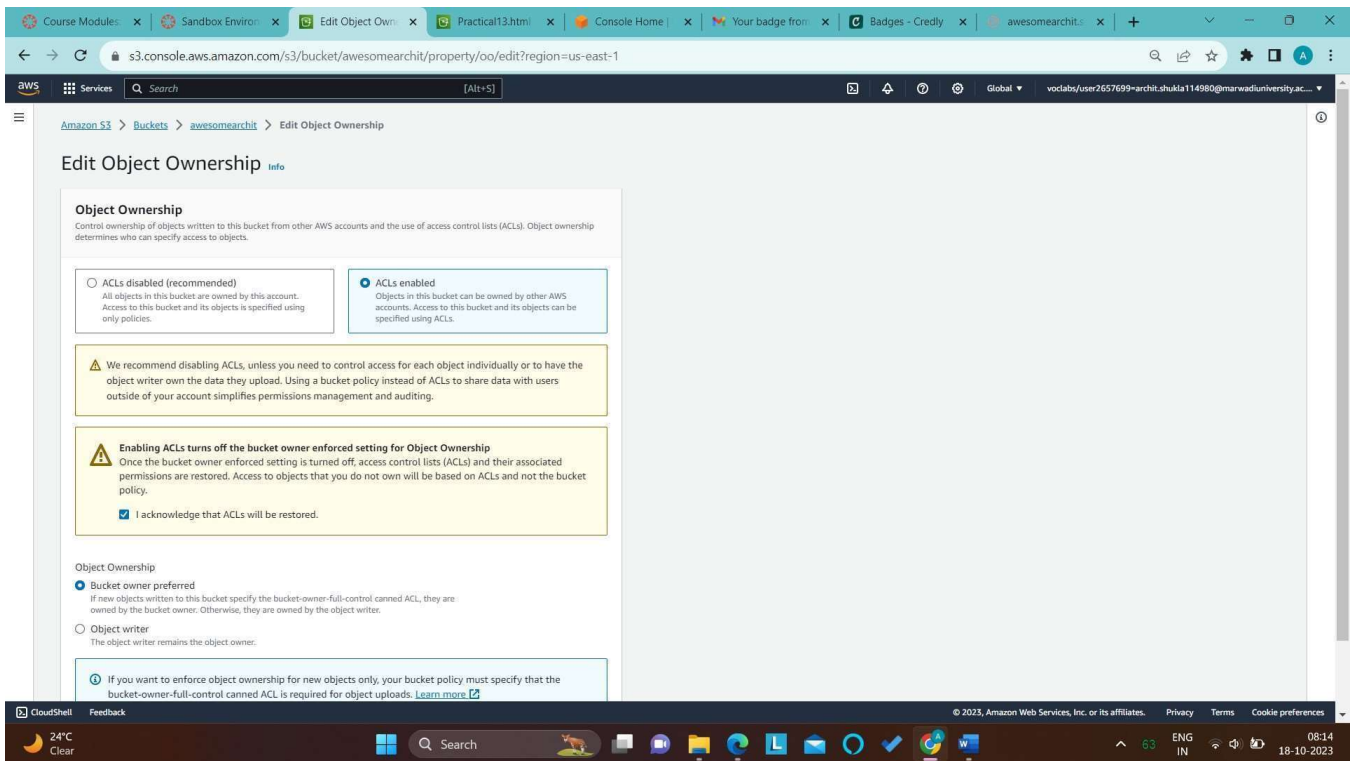 Course Modules:
Sandbox Environ
Edit Object Own
Practical13.html
Console Home |
Your badge from
Badges - Credly
awesomearchit.s
s3.console.aws.amazon.com/s3/bucket/awesomearchit/property/oo/edit?region=us-east-1
A
aws
Services
Search
[Alt+S]
Global
voclabs/user2657699=archit.shukla114980@marwadiuniversity.ac....
Amazon S3 > Buckets > awesomearchit > Edit Object Ownership
Edit Object Ownership Info
Object Ownership
Control ownership of objects written to this bucket from other AWS accounts and the use of access control lists (ACLs). Object ownership
determines who can specify access to objects.
ACLs disabled (recommended)
All objects in this bucket are owned by this account.
Access to this bucket and its objects is specified using
only policies.
ACLs enabled
Objects in this bucket can be owned by other AWS
accounts. Access to this bucket and its objects can be
specified using ACLs.
We recommend disabling ACLs, unless you need to control access for each object individually or to have the
object writer own the data they upload. Using a bucket policy instead of ACLs to share data with users
outside of your account simplifies permissions management and auditing.
Enabling ACLs turns off the bucket owner enforced setting for Object Ownership
Once the bucket owner enforced setting is turned off, access control lists (ACLs) and their associated
permissions are restored. Access to objects that you do not own will be based on ACLs and not the bucket
policy.
I acknowledge that ACLs will be restored.
Object Ownership
Bucket owner preferred
If new objects written to this bucket specify the bucket-owner-full-control canned ACL, they are
owned by the bucket owner. Otherwise, they are owned by the object writer.
Object writer
The object writer remains the object owner.
If you want to enforce object ownership for new objects only, your bucket policy must specify that the
bucket-owner-full-control canned ACL is required for object uploads. Learn more
CloudShell
Feedback
© 2023, Amazon Web Services, Inc. or its affiliates.
Privacy
Terms
Cookie preferences
24°C
Clear
Search
L
W
63
ENG
IN
08:14
18-10-2023